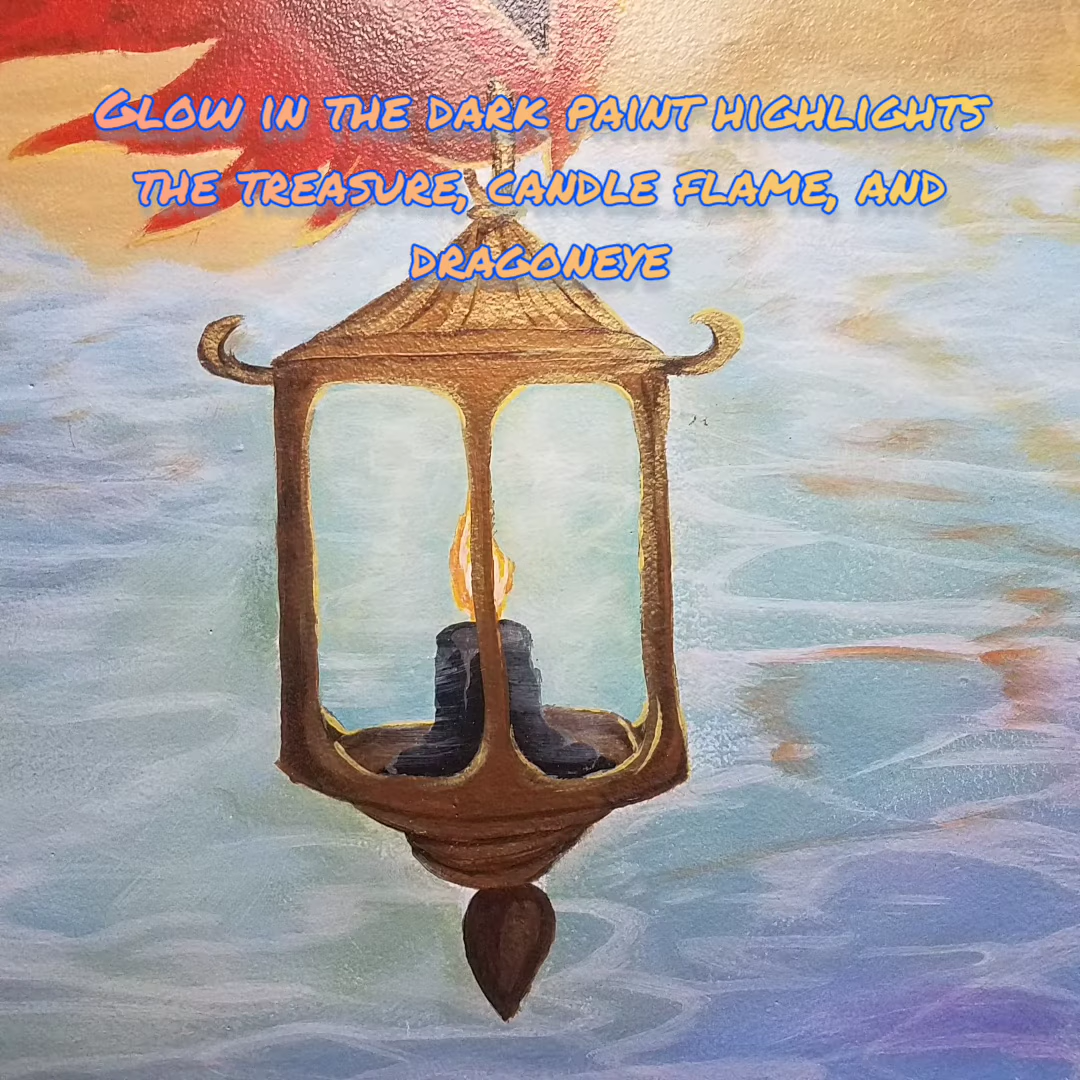 Glow in the dark paint highlights
the treasure, candle flame, and
dragoneye